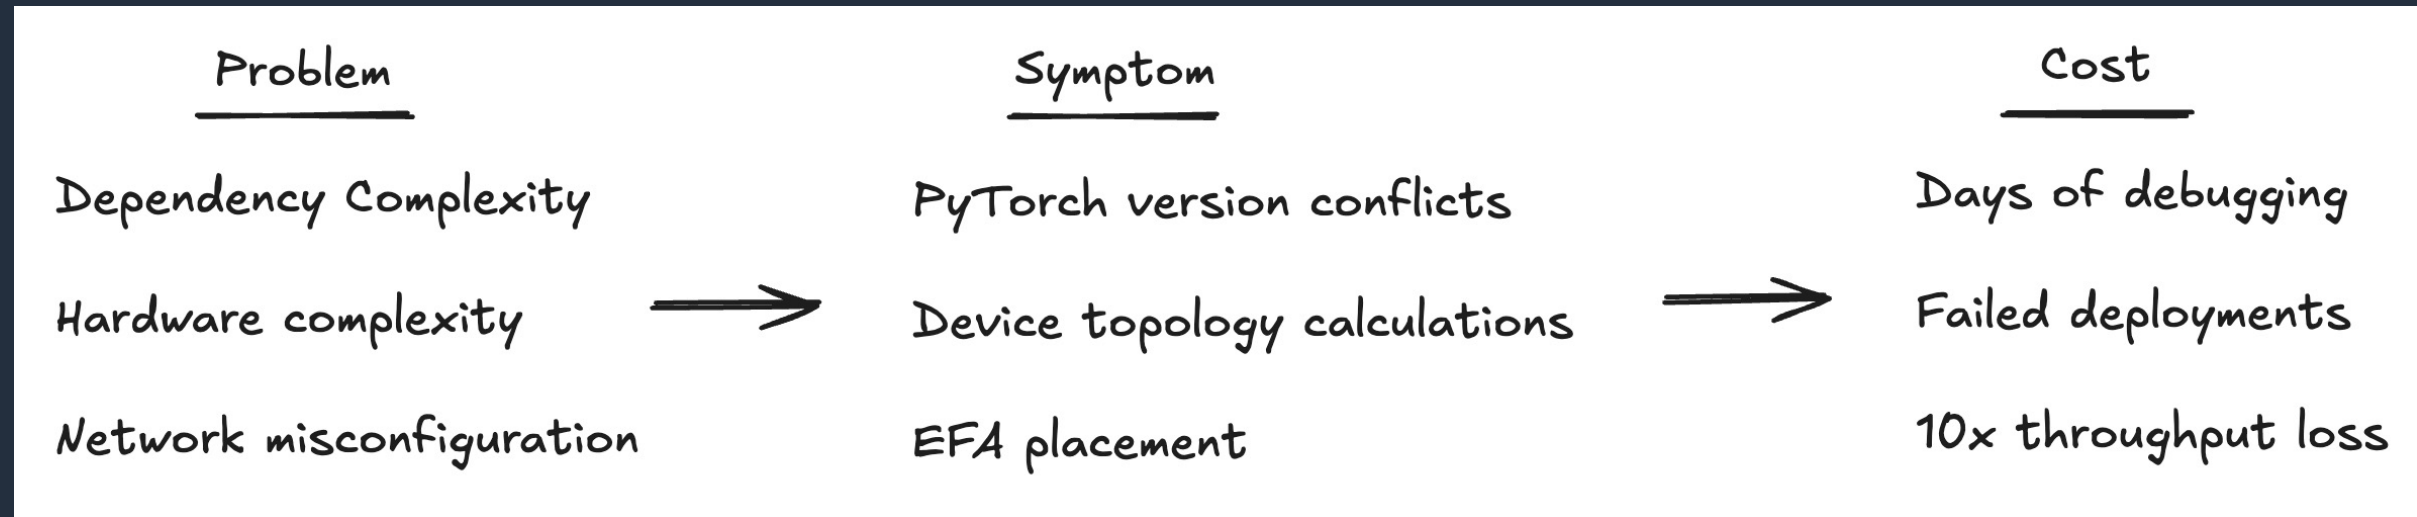 Problem
Symptom
Cost
Dependency Complexity
PyTorch version conflicts
Days of debugging
Hardware complexity
Device topology calculations
Failed deployments
Network misconfiguration
EFA placement
10x throughput loss